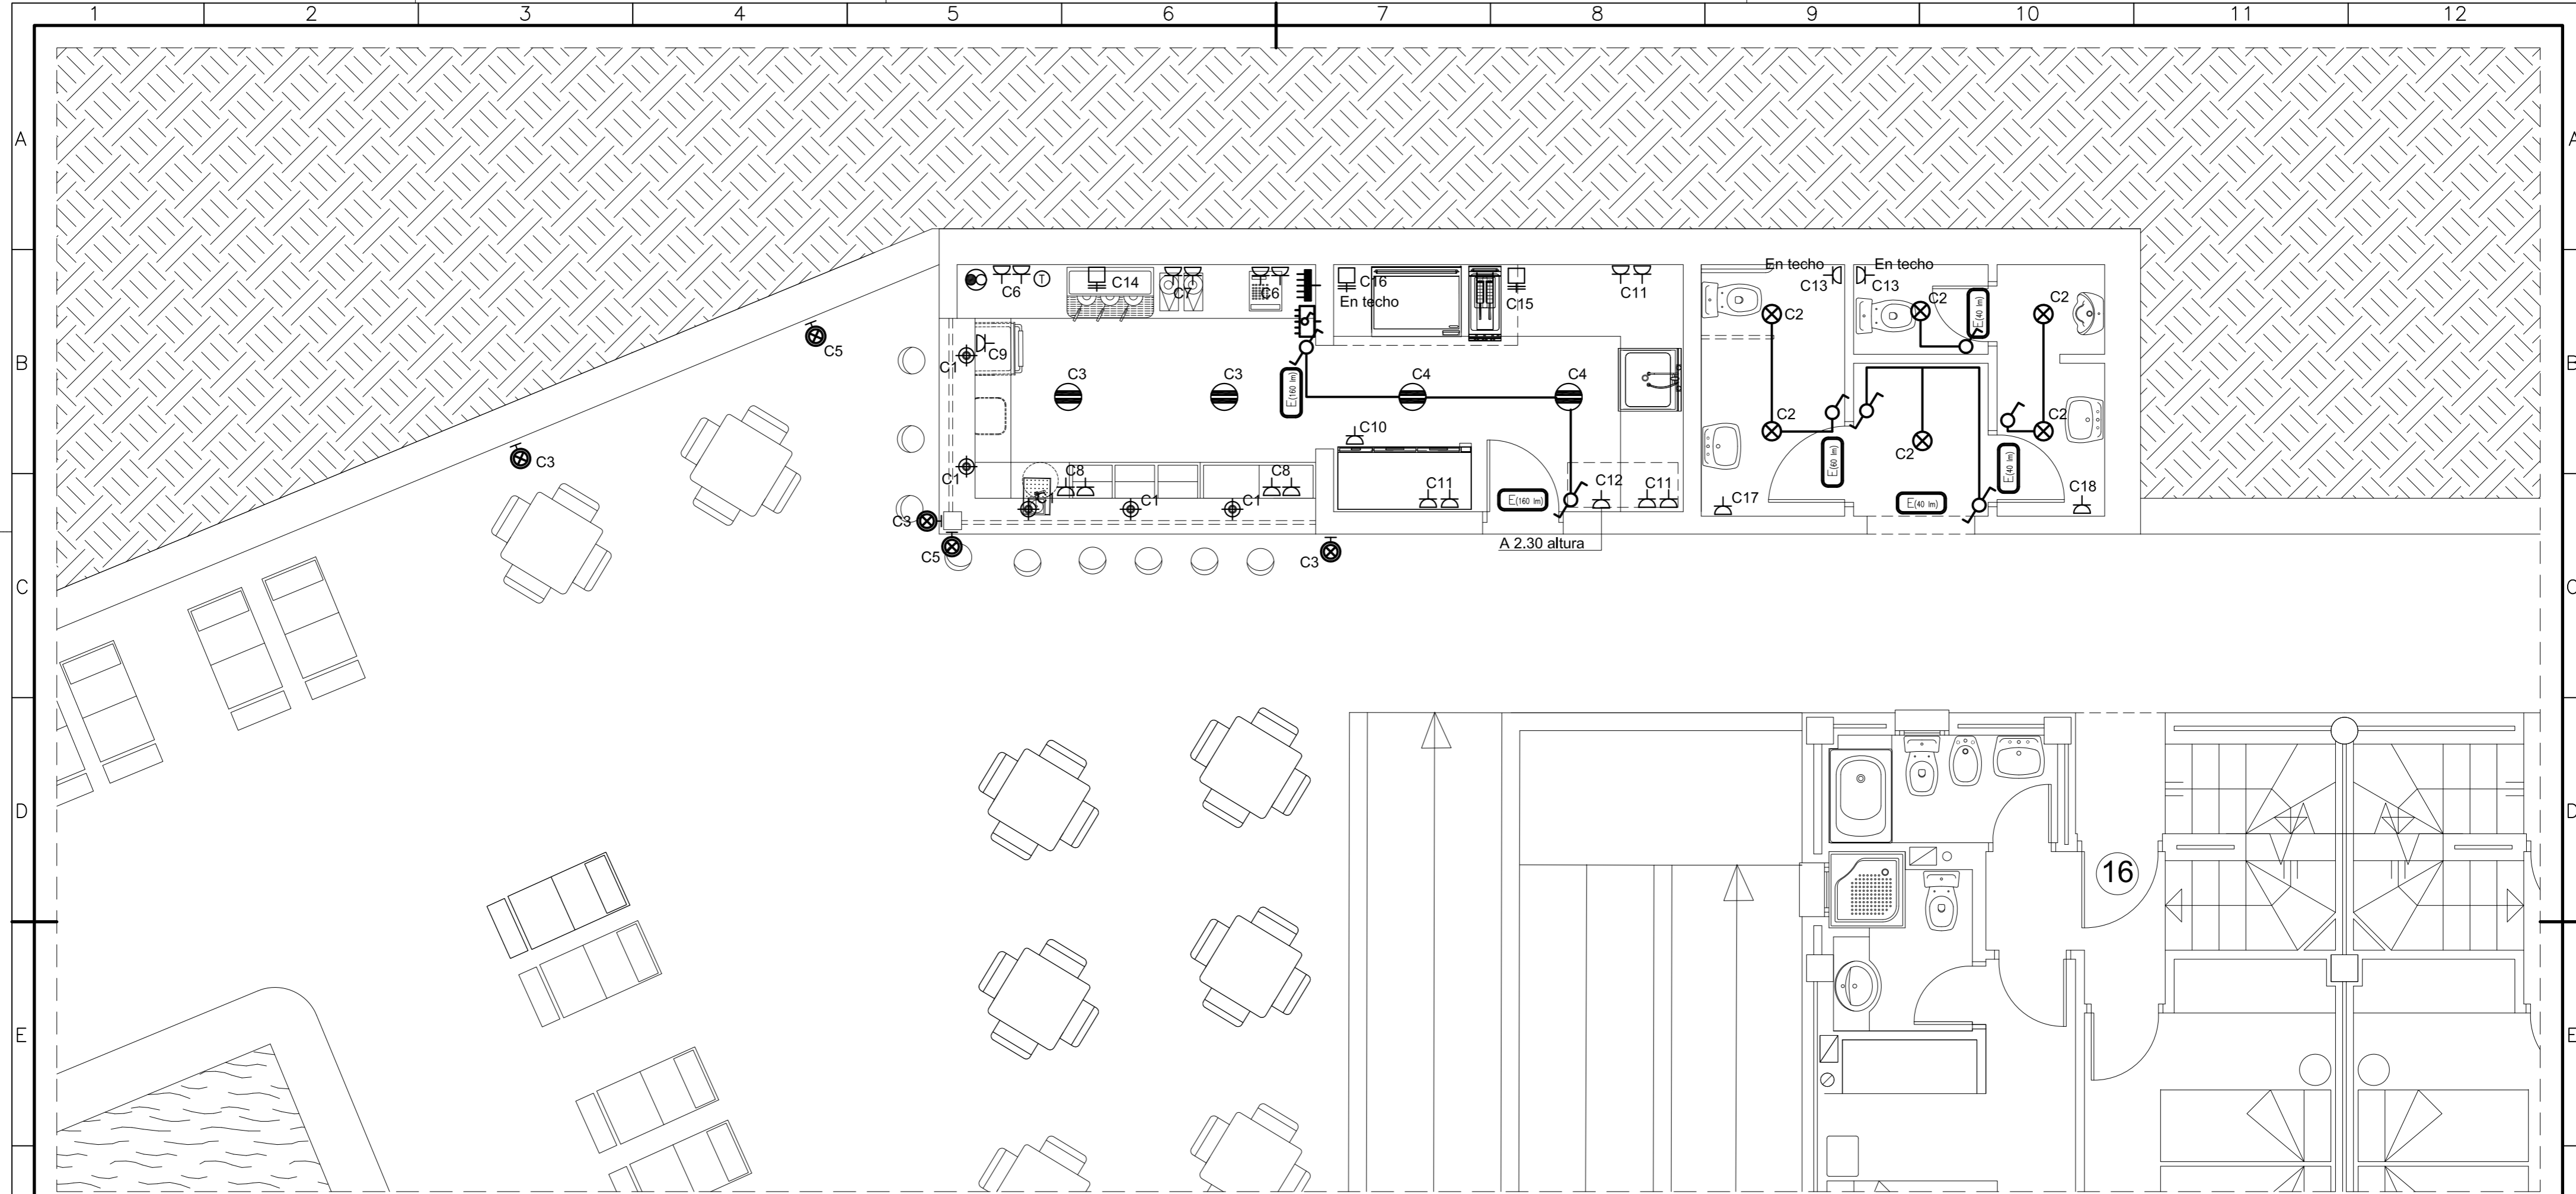 1 2 3 4 5 6 7 8 9 10 11 12
A A
En techo En techo
C6 T C14 C7 C6 C16 C15 C11 C13 C13
En techo
C2 C2 C2 E(40 lm)
C5
C9
C1
B B
C3 C3 E(160 lm) C4 C4
C2 C2
C10 C2
C3
C1 C8 C8 E(60 lm) E(40 lm)
C11 C12 C11 C17 C18
C1 C1 C1 E(160 lm) E(40 lm)
C3
A 2.30 altura
C5 C3
C C
D D
16
E E